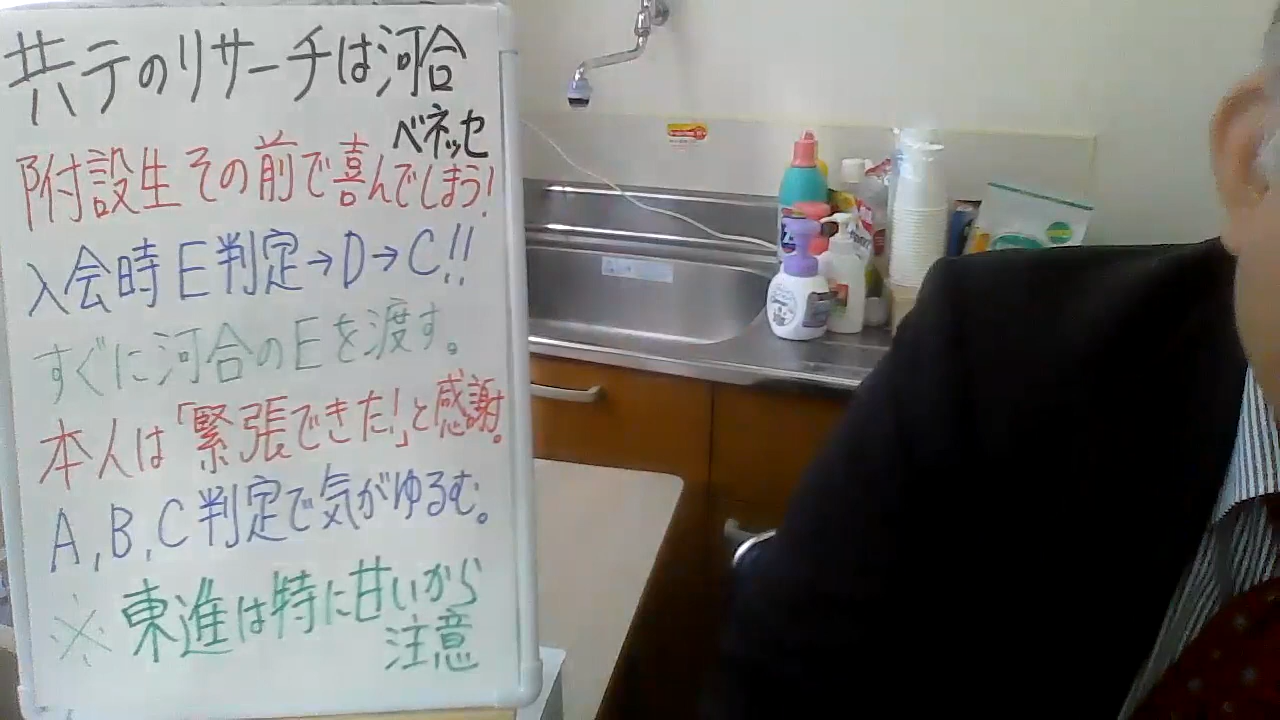 共テのリサーチは河合
ベネッセ
附設生その前で喜んでしまう!
入会時E判定→D→C!!
すぐに河合のEを渡す。
本人は「緊張できた!」と感謝。
A,B,C判定で気がゆるむ。
※東進は特に甘いから
注意